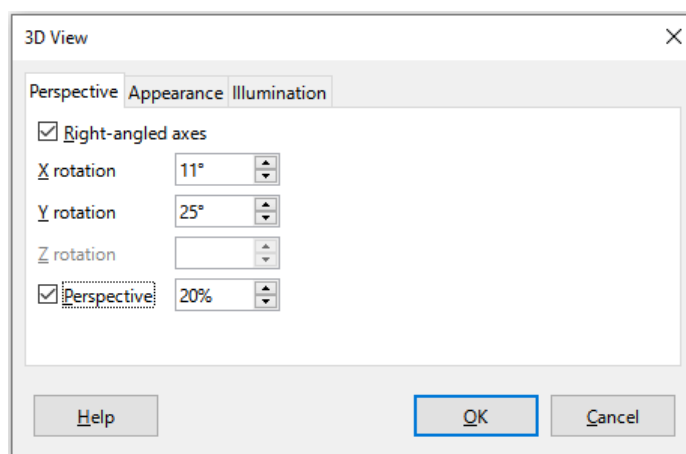 3D View
Perspective Appearance Illumination
Right-angled axes
X rotation 11°
Y rotation 25°
Z rotation
Perspective 20%
Help OK Cancel